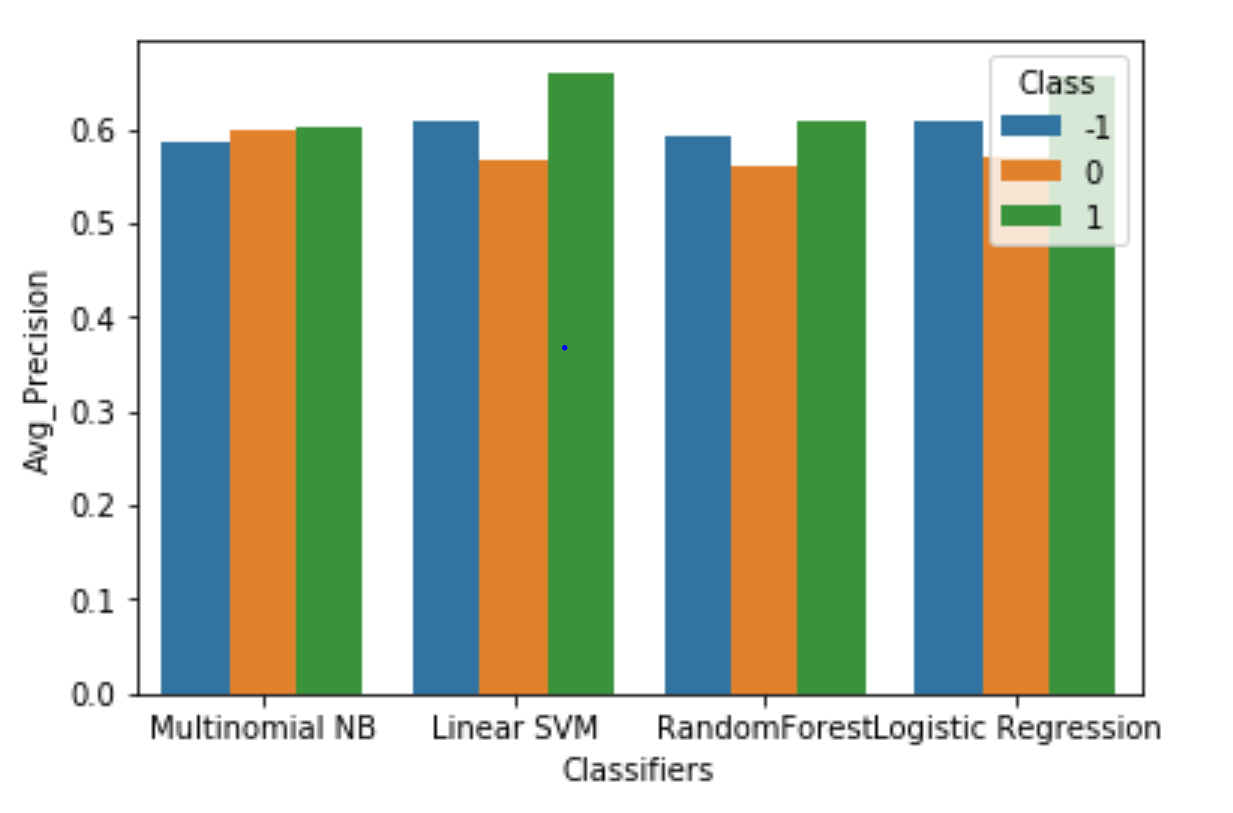 Class
-1
0
1
Avg_Precision
0.6
0.5
0.4
0.3
0.2
0.1
0.0
Multinomial NB
Linear SVM
RandomForest
Logistic Regression
Classifiers